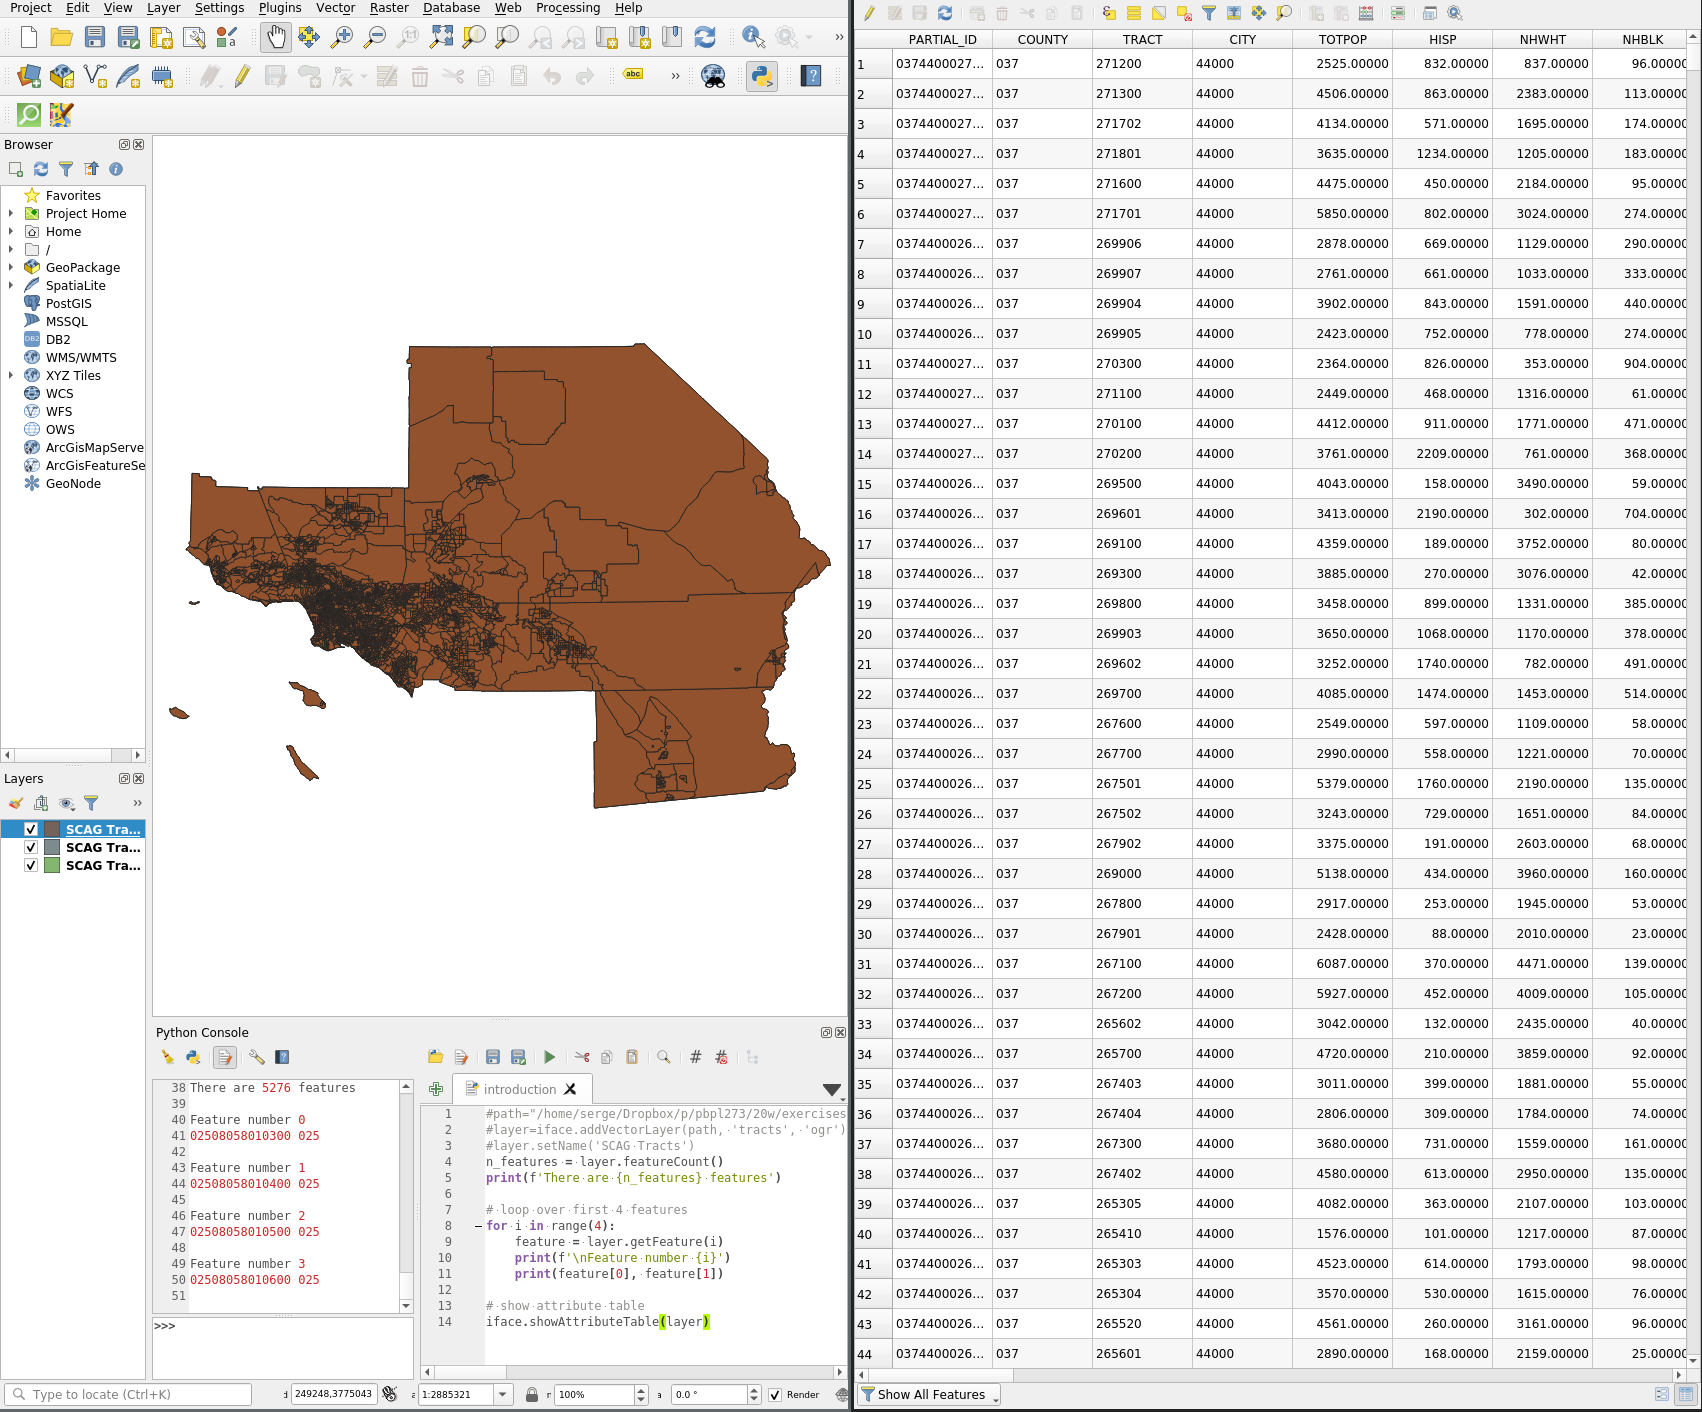 Project Edit View Layer Settings Plugins Vector Raster Database Web Processing Help
abc
Browser
Favorites
Project Home
Home
/
GeoPackage
SpatiaLite
PostGIS
MSSQL
DB2
WMS/WMTS
XYZ Tiles
WCS
WFS
OWS
ArcGisMapServe
ArcGisFeatureSe
GeoNode
Layers
SCAG Tra...
SCAG Tra...
SCAG Tra...
Python Console
38 There are 5276 features
39
40 Feature number 0
41 02508058010300 025
42
43 Feature number 1
44 02508058010400 025
45
46 Feature number 2
47 02508058010500 025
48
49 Feature number 3
50 02508058010600 025
51
>>>
introduction
1 #path="/home/serge/Dropbox/p/pbpl273/20w/exercises
2 #layer=iface.addVectorLayer(path, 'tracts', 'ogr')
3 #layer.setName('SCAG Tracts')
4 n_features = layer.featureCount()
5 print(f'There are {n_features} features')
6
7 # loop over first 4 features
8 for i in range(4):
9 feature = layer.getFeature(i)
10 print(f'\nFeature number {i}')
11 print(feature[0], feature[1])
12
13 # show attribute table
14 iface.showAttributeTable(layer)
Type to locate (Ctrl+K) 249248,3775043 1:2885321 100% 0.0 ° Render
PARTIAL_ID COUNTY TRACT CITY TOTPOP HISP NHWHT NHBLK
1 0374400027... 037 271200 44000 2525.00000 832.00000 837.00000 96.0000
2 0374400027... 037 271300 44000 4506.00000 863.00000 2383.00000 113.0000
3 0374400027... 037 271702 44000 4134.00000 571.00000 1695.00000 174.0000
4 0374400027... 037 271801 44000 3635.00000 1234.00000 1205.00000 183.0000
5 0374400027... 037 271600 44000 4475.00000 450.00000 2184.00000 95.0000
6 0374400027... 037 271701 44000 5850.00000 802.00000 3024.00000 274.0000
7 0374400026... 037 269906 44000 2878.00000 669.00000 1129.00000 290.0000
8 0374400026... 037 269907 44000 2761.00000 661.00000 1033.00000 333.0000
9 0374400026... 037 269904 44000 3902.00000 843.00000 1591.00000 440.0000
10 0374400026... 037 269905 44000 2423.00000 752.00000 778.00000 274.0000
11 0374400027... 037 270300 44000 2364.00000 826.00000 353.00000 904.0000
12 0374400027... 037 271100 44000 2449.00000 468.00000 1316.00000 61.0000
13 0374400027... 037 270100 44000 4412.00000 911.00000 1771.00000 471.0000
14 0374400027... 037 270200 44000 3761.00000 2209.00000 761.00000 368.0000
15 0374400026... 037 269500 44000 4043.00000 158.00000 3490.00000 59.0000
16 0374400026... 037 269601 44000 3413.00000 2190.00000 302.00000 704.0000
17 0374400026... 037 269100 44000 4359.00000 189.00000 3752.00000 80.0000
18 0374400026... 037 269300 44000 3885.00000 270.00000 3076.00000 42.0000
19 0374400026... 037 269800 44000 3458.00000 899.00000 1331.00000 385.0000
20 0374400026... 037 269903 44000 3650.00000 1068.00000 1170.00000 378.0000
21 0374400026... 037 269602 44000 3252.00000 1740.00000 782.00000 491.0000
22 0374400026... 037 269700 44000 4085.00000 1474.00000 1453.00000 514.0000
23 0374400026... 037 267600 44000 2549.00000 597.00000 1109.00000 58.0000
24 0374400026... 037 267700 44000 2990.00000 558.00000 1221.00000 70.0000
25 0374400026... 037 267501 44000 5379.00000 1760.00000 2190.00000 135.0000
26 0374400026... 037 267502 44000 3243.00000 729.00000 1651.00000 84.0000
27 0374400026... 037 267902 44000 3375.00000 191.00000 2603.00000 68.0000
28 0374400026... 037 269000 44000 5138.00000 434.00000 3960.00000 160.0000
29 0374400026... 037 267800 44000 2917.00000 253.00000 1945.00000 53.0000
30 0374400026... 037 267901 44000 2428.00000 88.00000 2010.00000 23.0000
31 0374400026... 037 267100 44000 6087.00000 370.00000 4471.00000 139.0000
32 0374400026... 037 267200 44000 5927.00000 452.00000 4009.00000 105.0000
33 0374400026... 037 265602 44000 3042.00000 132.00000 2435.00000 40.0000
34 0374400026... 037 265700 44000 4720.00000 210.00000 3859.00000 92.0000
35 0374400026... 037 267403 44000 3011.00000 399.00000 1881.00000 55.0000
36 0374400026... 037 267404 44000 2806.00000 309.00000 1784.00000 74.0000
37 0374400026... 037 267300 44000 3680.00000 731.00000 1559.00000 161.0000
38 0374400026... 037 267402 44000 4580.00000 613.00000 2950.00000 135.0000
39 0374400026... 037 265305 44000 4082.00000 363.00000 2107.00000 103.0000
40 0374400026... 037 265410 44000 1576.00000 101.00000 1217.00000 87.0000
41 0374400026... 037 265303 44000 4523.00000 614.00000 1793.00000 98.0000
42 0374400026... 037 265304 44000 3570.00000 530.00000 1615.00000 76.0000
43 0374400026... 037 265520 44000 4561.00000 260.00000 3161.00000 96.0000
44 0374400026... 037 265601 44000 2890.00000 168.00000 2159.00000 25.0000
Show All Features